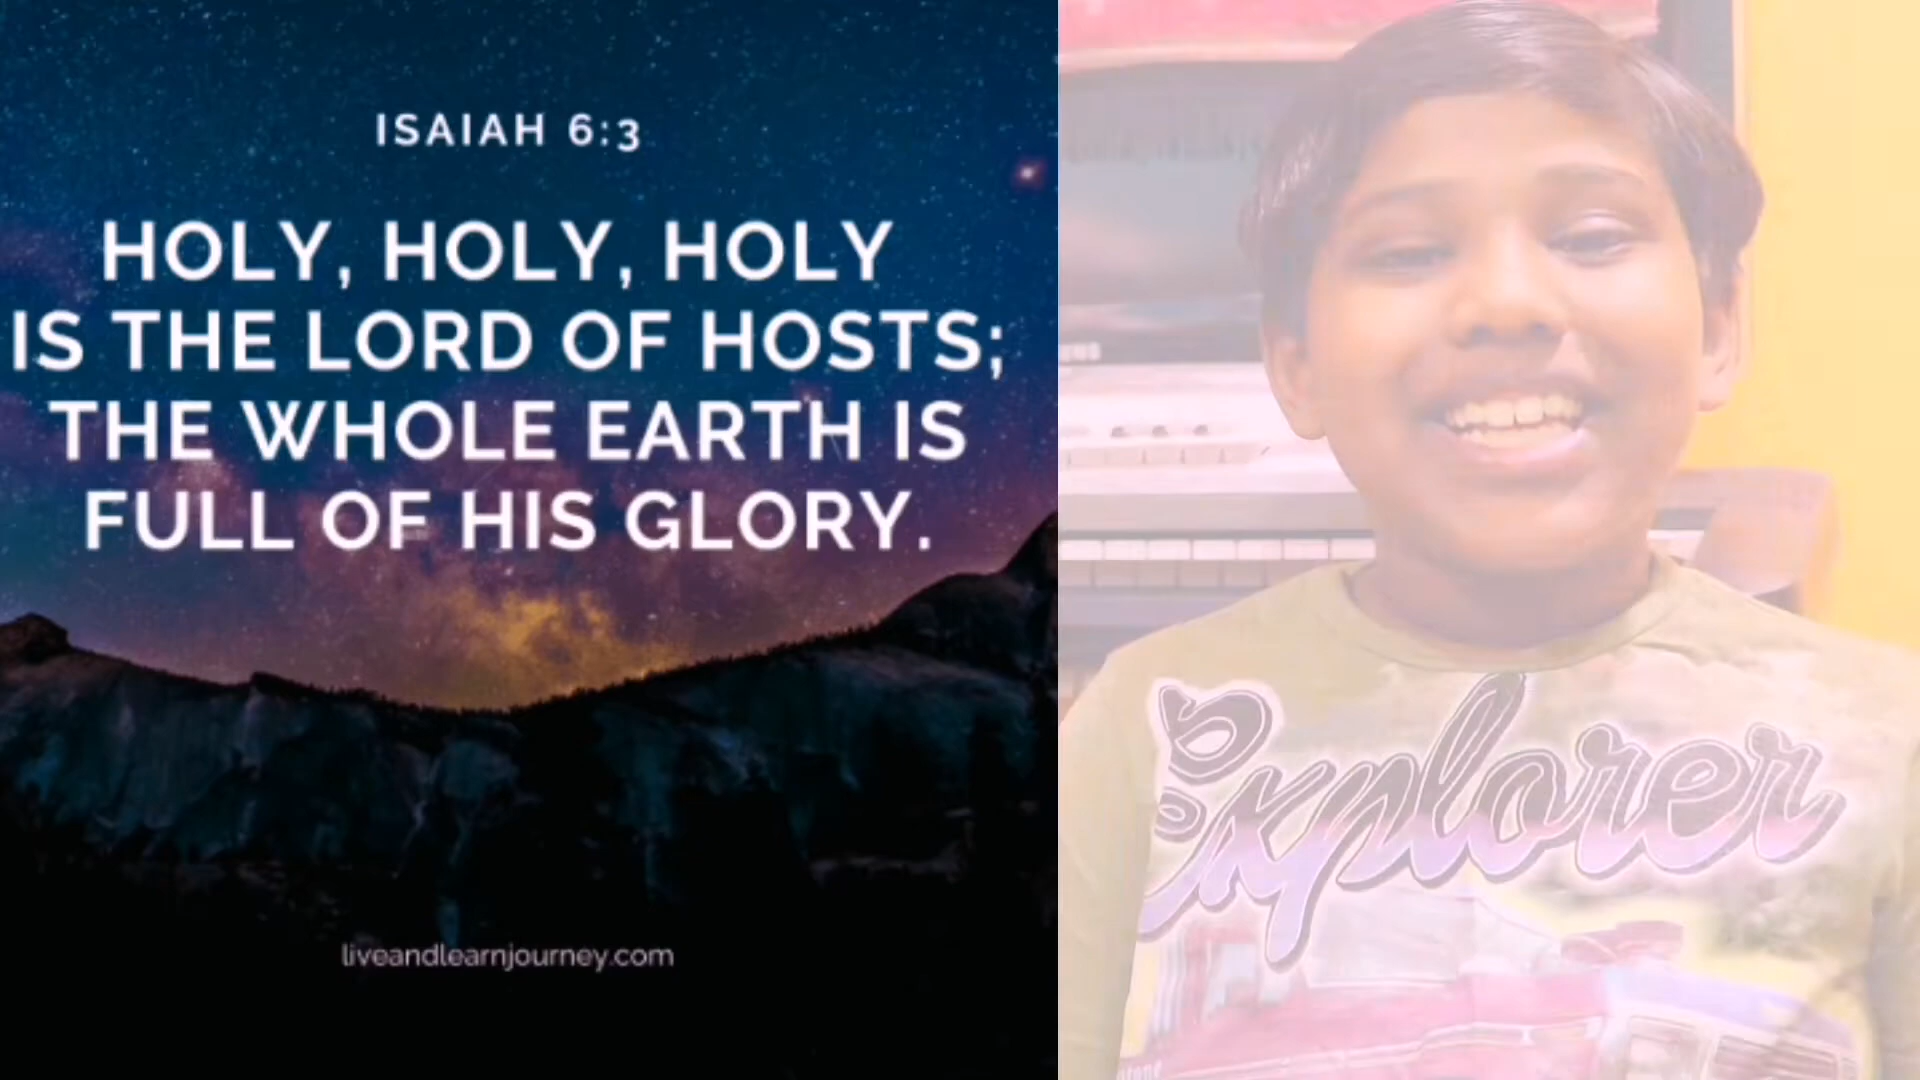 ISAIAH 6:3
HOLY, HOLY, HOLY
IS THE LORD OF HOSTS;
THE WHOLE EARTH IS
FULL OF HIS GLORY.
liveandlearnjourney.com
Explorer